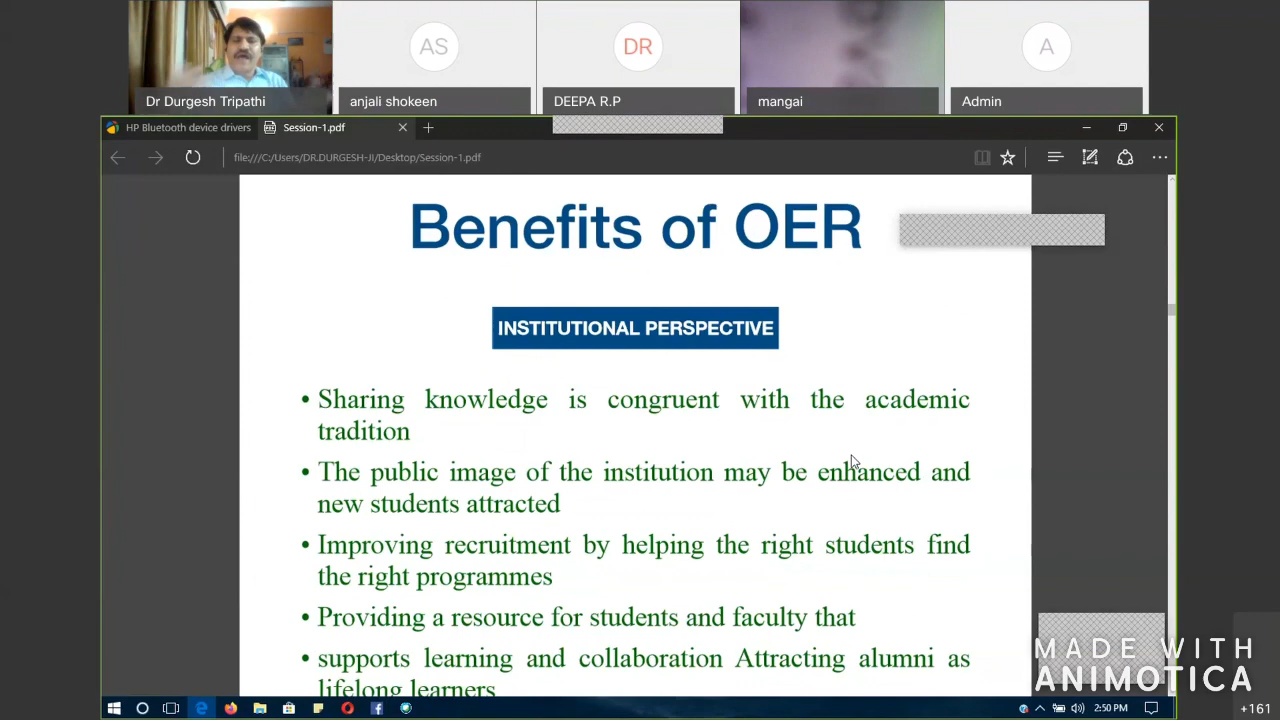 AS
DR
A
Dr Durgesh Tripathi
anjali shokeen
DEEPA R.P
mangai
Admin
HP Bluetooth device drivers
Session-1.pdf
file:///C:/Users/DR.DURGESH-JI/Desktop/Session-1.pdf
Benefits of OER
INSTITUTIONAL PERSPECTIVE
• Sharing knowledge is congruent with the academic
tradition
• The public image of the institution may be enhanced and
new students attracted
• Improving recruitment by helping the right students find
the right programmes
• Providing a resource for students and faculty that
• supports learning and collaboration Attracting alumni as
lifelong learners
MADE WITH
ANIMOTICA
2:50 PM
+161